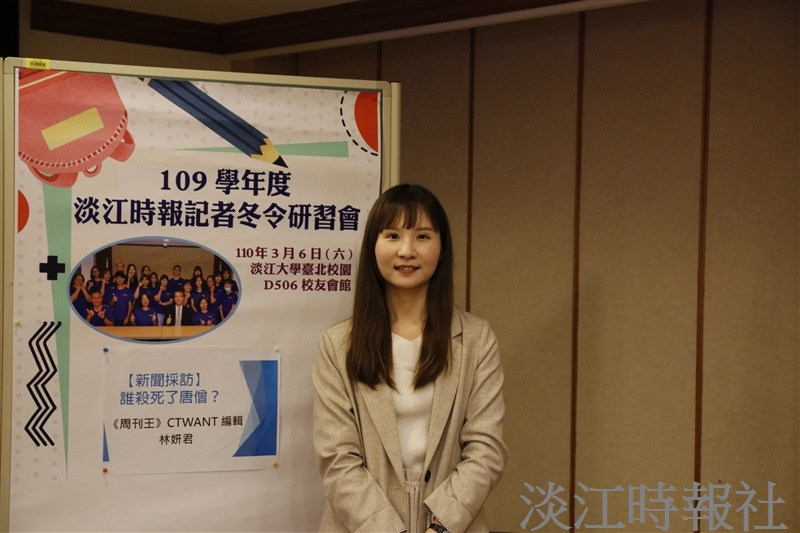 109 學年度
淡江時報記者冬令研習會
110年3月6日(六)
淡江大學臺北校園
D506 校友會館
【新聞採訪】
誰殺死了唐僧？
《周刊王》CTWANT 編輯
林妍君
淡江時報社